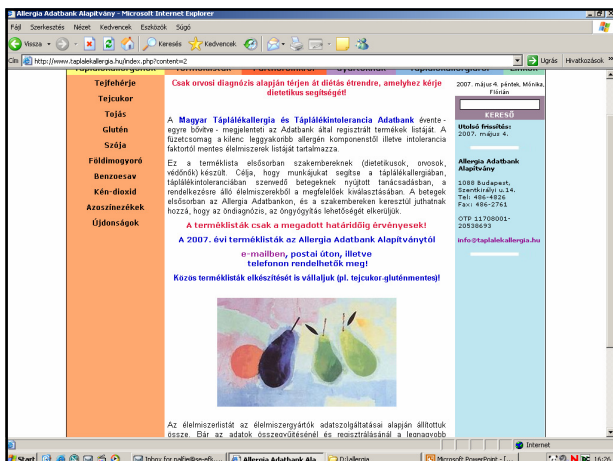 Allergia Adatbank Alapítvány - Microsoft Internet Explorer
Fájl Szerkesztés Nézet Kedvencek Eszközök Súgó
Vissza Keresés Kedvencek
Cím http://www.taplalekallergia.hu/index.php?content=2 Ugrás Hivatkozások
Tejfehérje
Tejcukor
Tojás
Glutén
Szója
Földimogyoró
Benzoesav
Kén-dioxid
Azoszínezékek
Újdonságok
Csak orvosi diagnózis alapján térjen át diétás étrendre, amelyhez kérje
dietetikus segítségét!
A Magyar Táplálékallergia és Táplálékintolerancia Adatbank évente -
egyre bővítve - megjelenteti az Adatbank által regisztrált termékek listáját. A
füzetcsomag a kilenc leggyakoribb allergén komponenstől illetve intolerancia
faktortól mentes élelmiszerek listáját tartalmazza.
Ez a terméklista elsősorban szakembereknek (dietetikusok, orvosok,
védőnők) készült. Célja, hogy munkájukat segítse a táplálékallergiában,
táplálékintoleranciában szenvedő betegeknek nyújtott tanácsadásban, a
rendelkezésre álló élelmiszerekből a megfelelőek kiválasztásában. A betegek
elsősorban az Allergia Adatbankon, és a szakembereken keresztül juthatnak
hozzá, hogy az öndiagnózis, az öngyógyítás lehetőségét elkerüljük.
A terméklisták csak a megadott határidőig érvényesek!
A 2007. évi terméklisták az Allergia Adatbank Alapítványtól
e-mailben, postai úton, illetve
telefonon rendelhetők meg!
Közös terméklisták elkészítését is vállaljuk (pl. tejcukor-gluténmentes)!
Az élelmiszerlistát az élelmiszergyártók adatszolgáltatásai alapján állítottuk
össze. Bár az adatok összegyűtésénél és regisztrálásánál a legnagyobb
2007. május 4. péntek, Mónika,
Flórián
KERESŐ
Utolsó frissítés:
2007. május 4.
Allergia Adatbank
Alapítvány
1088 Budapest,
Szentkirályi u.14.
Tel: 486-4826
Fax: 486-2761
OTP 11708001-
20538693
info@taplalekallergia.hu
Internet
Start Inbox for palfie@se-efk.... Allergia Adatbank Ala... D:\allergia Microsoft PowerPoint - [... 16:26